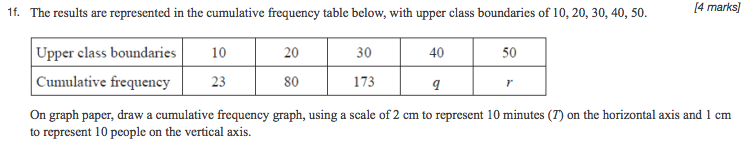 1f. The results are represented in the cumulative frequency table below, with upper class boundaries of 10, 20, 30, 40, 50. [4 marks]
Upper class boundaries 10 20 30 40 50
Cumulative frequency 23 80 173 q r
On graph paper, draw a cumulative frequency graph, using a scale of 2 cm to represent 10 minutes (T) on the horizontal axis and 1 cm
to represent 10 people on the vertical axis.